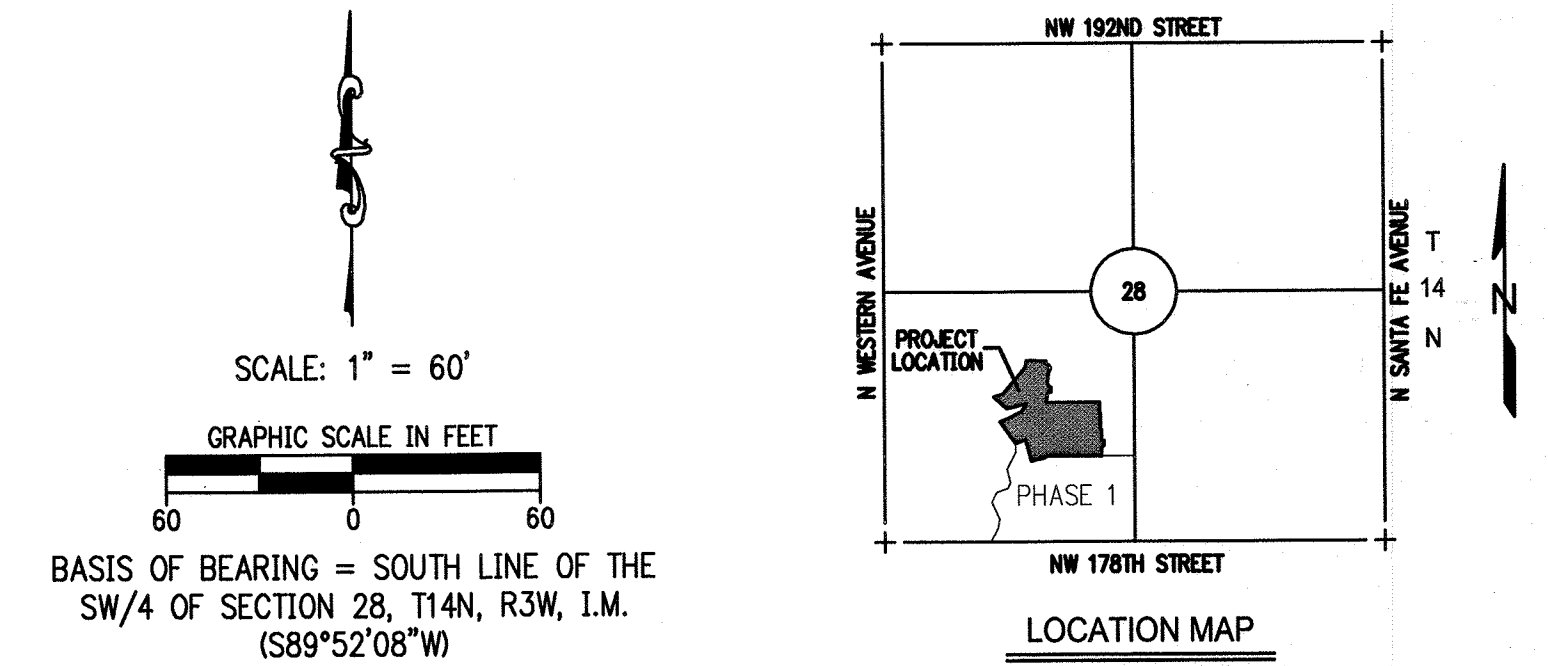 SCALE: 1" = 60'
GRAPHIC SCALE IN FEET
60 0 60
BASIS OF BEARING = SOUTH LINE OF THE
SW/4 OF SECTION 28, T14N, R3W, I.M.
(S89°52'08"W)
NW 192ND STREET
N WESTERN AVENUE
N SANTA FE AVENUE
T
14
N
N
28
PROJECT
LOCATION
PHASE 1
NW 178TH STREET
LOCATION MAP